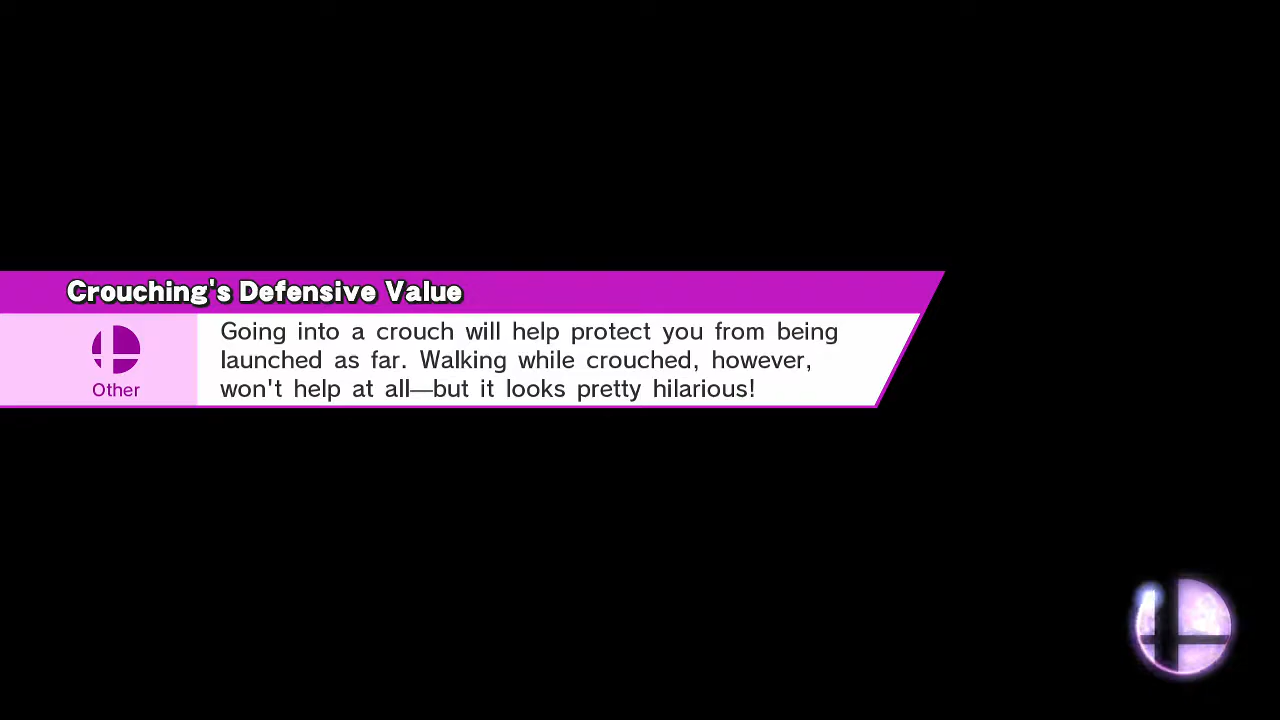 Crouching's Defensive Value
Other
Going into a crouch will help protect you from being
launched as far. Walking while crouched, however,
won't help at all—but it looks pretty hilarious!